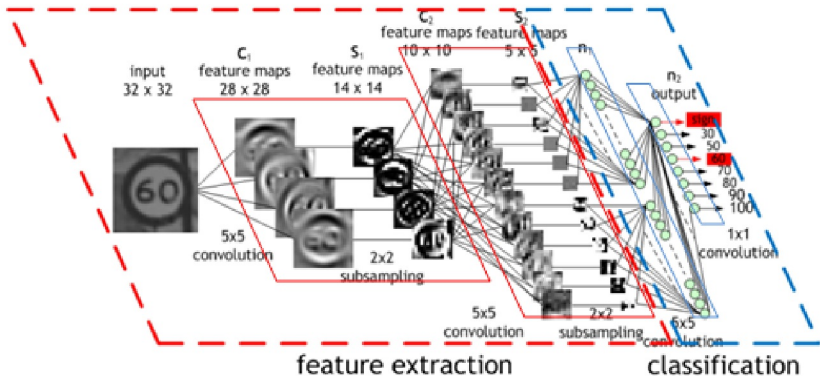 input
32 x 32
C1
feature maps
28 x 28
S1
feature maps
14 x 14
C2
feature maps
10 x 10
S2
feature maps
5 x 5
n1
n2
output
60
sign
30
50
60
70
80
90
100
5x5
convolution
2x2
subsampling
5x5
convolution
2x2
subsampling
1x1
convolution
convolution
feature extraction
classification